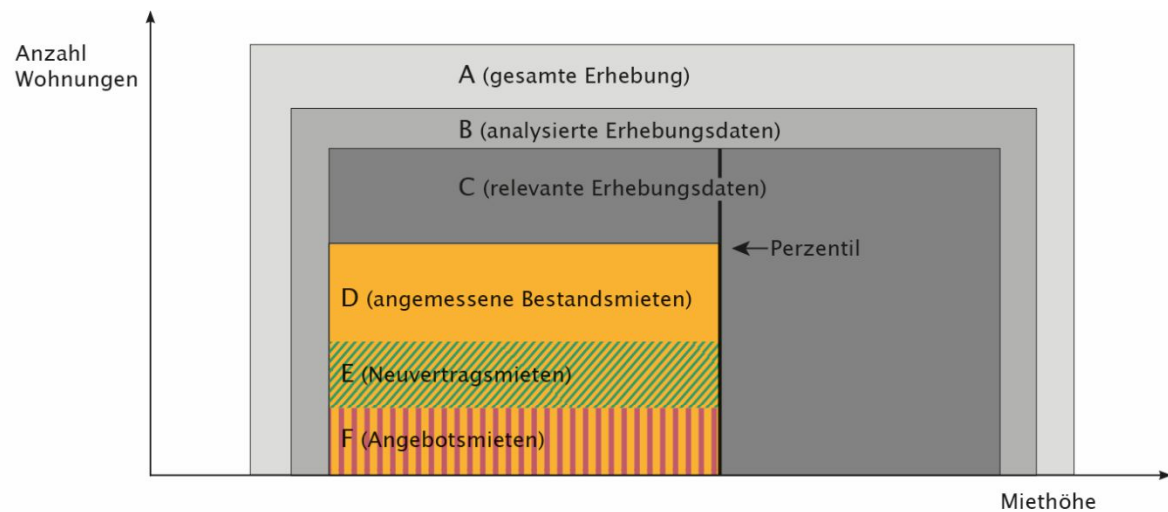 Anzahl
Wohnungen
A (gesamte Erhebung)
B (analysierte Erhebungsdaten)
C (relevante Erhebungsdaten)
Perzentil
D (angemessene Bestandsmieten)
E (Neuvertragsmieten)
F (Angebotsmieten)
Miethöhe